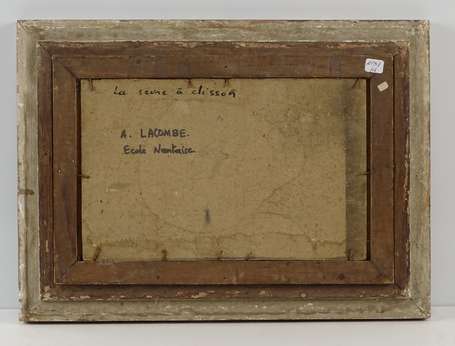 La sevre à clisson
A. LACOMBE.
Ecole Nantaise